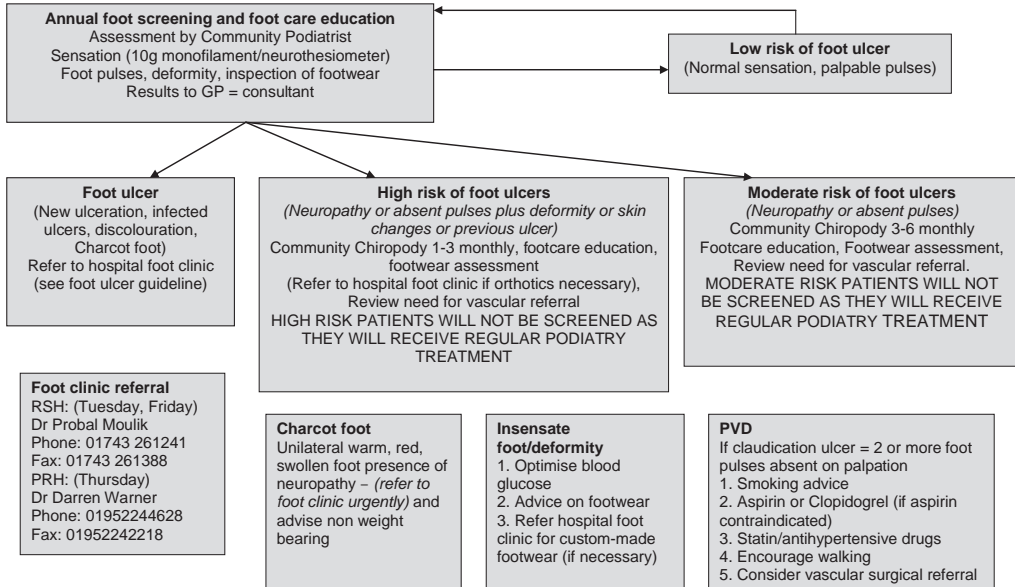 Annual foot screening and foot care education
Assessment by Community Podiatrist
Sensation (10g monofilament/neurothesiometer)
Foot pulses, deformity, inspection of footwear
Results to GP = consultant
Low risk of foot ulcer
(Normal sensation, palpable pulses)
Foot ulcer
(New ulceration, infected
ulcers, discolouration,
Charcot foot)
Refer to hospital foot clinic
(see foot ulcer guideline)
High risk of foot ulcers
(Neuropathy or absent pulses plus deformity or skin
changes or previous ulcer)
Community Chiropody 1-3 monthly, footcare education,
footwear assessment
(Refer to hospital foot clinic if orthotics necessary),
Review need for vascular referral
HIGH RISK PATIENTS WILL NOT BE SCREENED AS
THEY WILL RECEIVE REGULAR PODIATRY
TREATMENT
Moderate risk of foot ulcers
(Neuropathy or absent pulses)
Community Chiropody 3-6 monthly
Footcare education, Footwear assessment,
Review need for vascular referral.
MODERATE RISK PATIENTS WILL NOT
BE SCREENED AS THEY WILL RECEIVE
REGULAR PODIATRY TREATMENT
Foot clinic referral
RSH: (Tuesday, Friday)
Dr Probal Moulik
Phone: 01743 261241
Fax: 01743 261388
PRH: (Thursday)
Dr Darren Warner
Phone: 01952244628
Fax: 01952242218
Charcot foot
Unilateral warm, red,
swollen foot presence of
neuropathy – (refer to
foot clinic urgently) and
advise non weight
bearing
Insensate
foot/deformity
1. Optimise blood
glucose
2. Advice on footwear
3. Refer hospital foot
clinic for custom-made
footwear (if necessary)
PVD
If claudication ulcer = 2 or more foot
pulses absent on palpation
1. Smoking advice
2. Aspirin or Clopidogrel (if aspirin
contraindicated)
3. Statin/antihypertensive drugs
4. Encourage walking
5. Consider vascular surgical referral